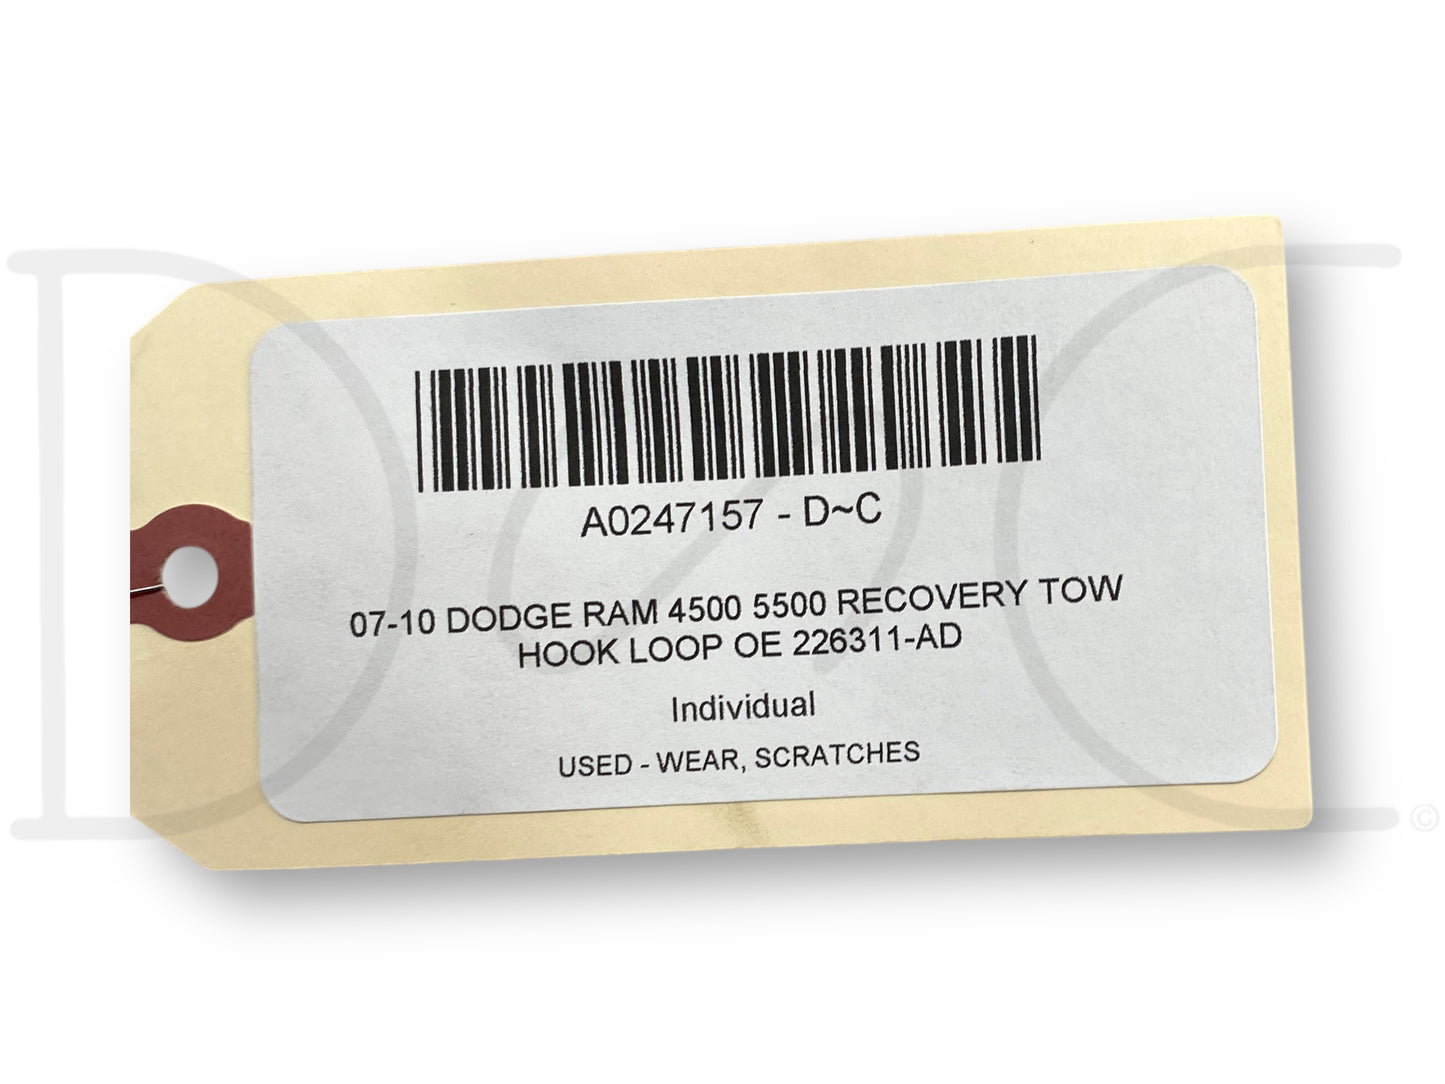 A0247157 - D~C
07-10 DODGE RAM 4500 5500 RECOVERY TOW
HOOK LOOP OE 226311-AD
Individual
USED - WEAR, SCRATCHES
D~C
©